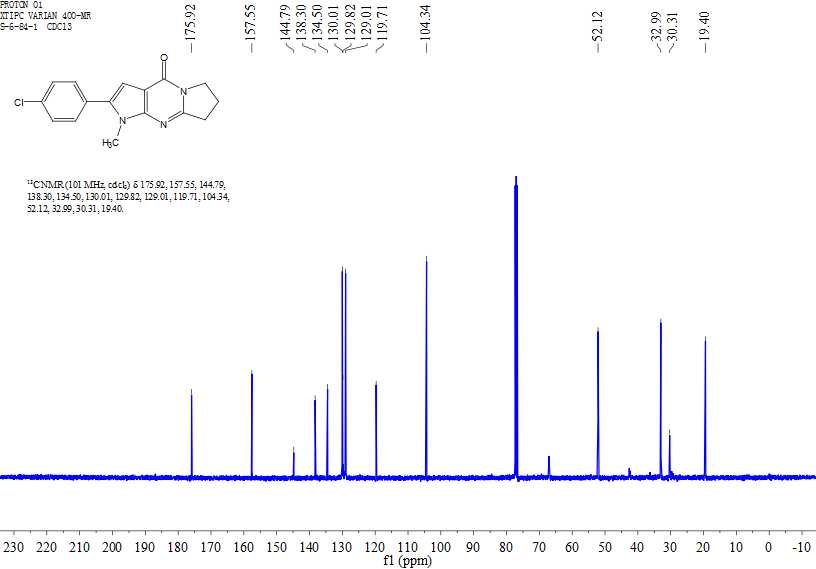 PROTON 01
XTIPC VARIAN 400-MR
S-6-84-1 CDCl3
175.92
157.55
144.79
138.30
134.50
130.01
129.82
129.01
119.71
104.34
52.12
32.99
30.31
19.40
O
N
Cl
N
N
H₃C
¹³C NMR (101 MHz, cdcl₃) δ 175.92, 157.55, 144.79,
138.30, 134.50, 130.01, 129.82, 129.01, 119.71, 104.34,
52.12, 32.99, 30.31, 19.40.
230 220 210 200 190 180 170 160 150 140 130 120 110 100 90 80 70 60 50 40 30 20 10 0 -10
f1 (ppm)